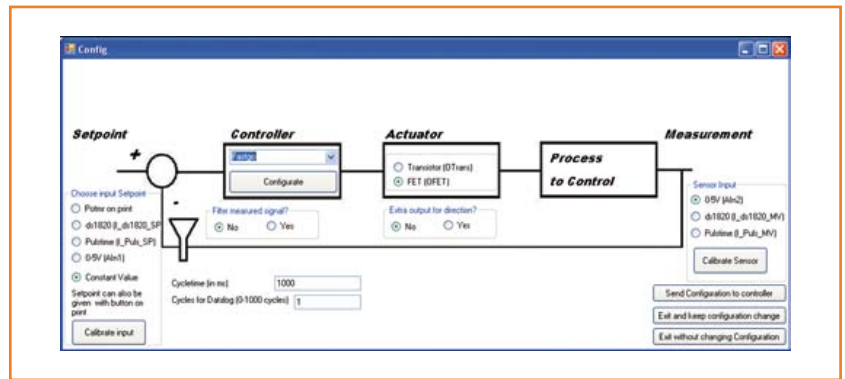 Config
Setpoint
Controller
Actuator
Measurement
+
-
Configurate
Transistor (OTrans)
FET (OFET)
Process
to Control
Choose input Setpoint
Potmr on print
ds1820 (I_ds1820_SP
Pulstime (I_Puls_SP)
0-5V (AIn1)
Constant Value
Setpoint can also be
given with button on
print
Calibrate input
Filter measured signal?
No
Yes
Extra output for direction?
No
Yes
Cycletime (in ms)
1000
Cycles for Datalog (0-1000 cycles)
1
Sensor Input
0-5V (AIn2)
ds1820 (I_ds1820_MV)
Pulstime (I_Puls_MV)
Calibrate Sensor
Send Configuration to controller
Exit and keep configuration change
Exit without changing Configuration